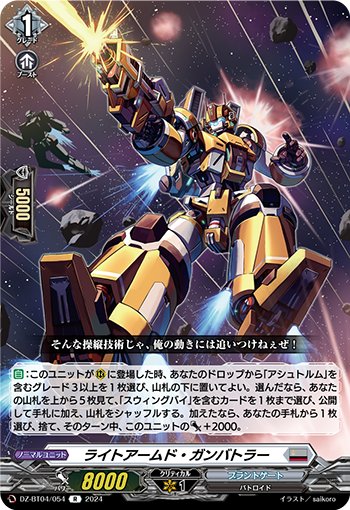 1
グレード
ブースト
5000
シールド
そんな操縦技術じゃ、俺の動きには追いつけねぇぜ!
自:このユニットがⓇに登場した時、あなたのドロップから「アシュトルム」を
含むグレード3以上を1枚選び、山札の下に置いてよい。選んだなら、あなた
の山札を上から5枚見て、「スウィングバイ」を含むカードを1枚まで選び、公開
して手札に加え、山札をシャッフルする。加えたなら、あなたの手札から1枚
選び、捨て、そのターン中、このユニットの+2000。
ノーマルユニット
ライトアームド・ガンバトラー
パワー
8000
クリティカル
1
ブラントゲート
バトロイド
DZ-BT04/054 R 2024
イラスト/saikoro